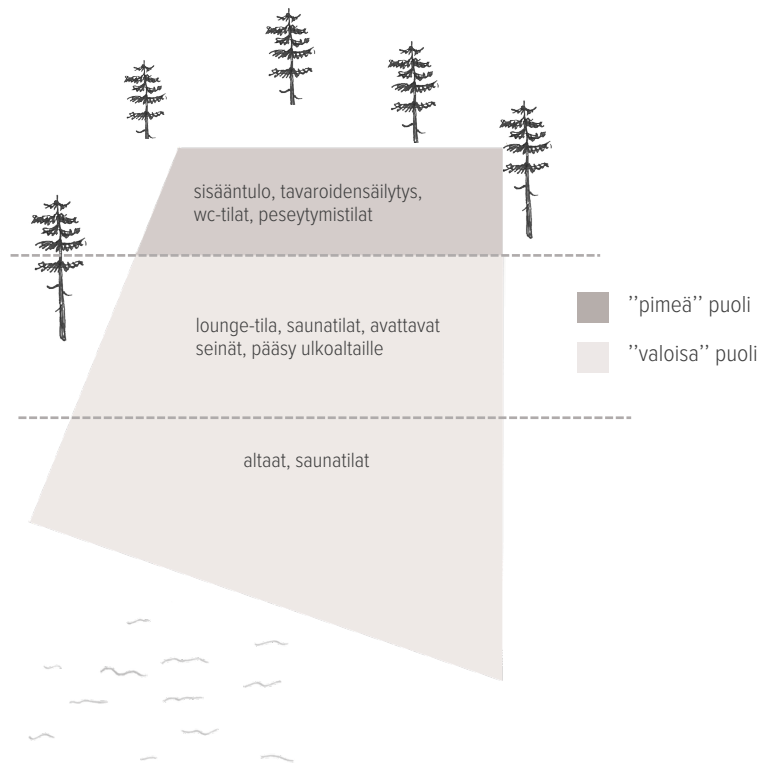 sisääntulo, tavaroidensäilytys,
wc-tilat, peseytymistilat
lounge-tila, saunatilat, avattavat
seinät, pääsy ulkoaltaille
altaat, saunatilat
’’pimeä’’ puoli
’’valoisa’’ puoli